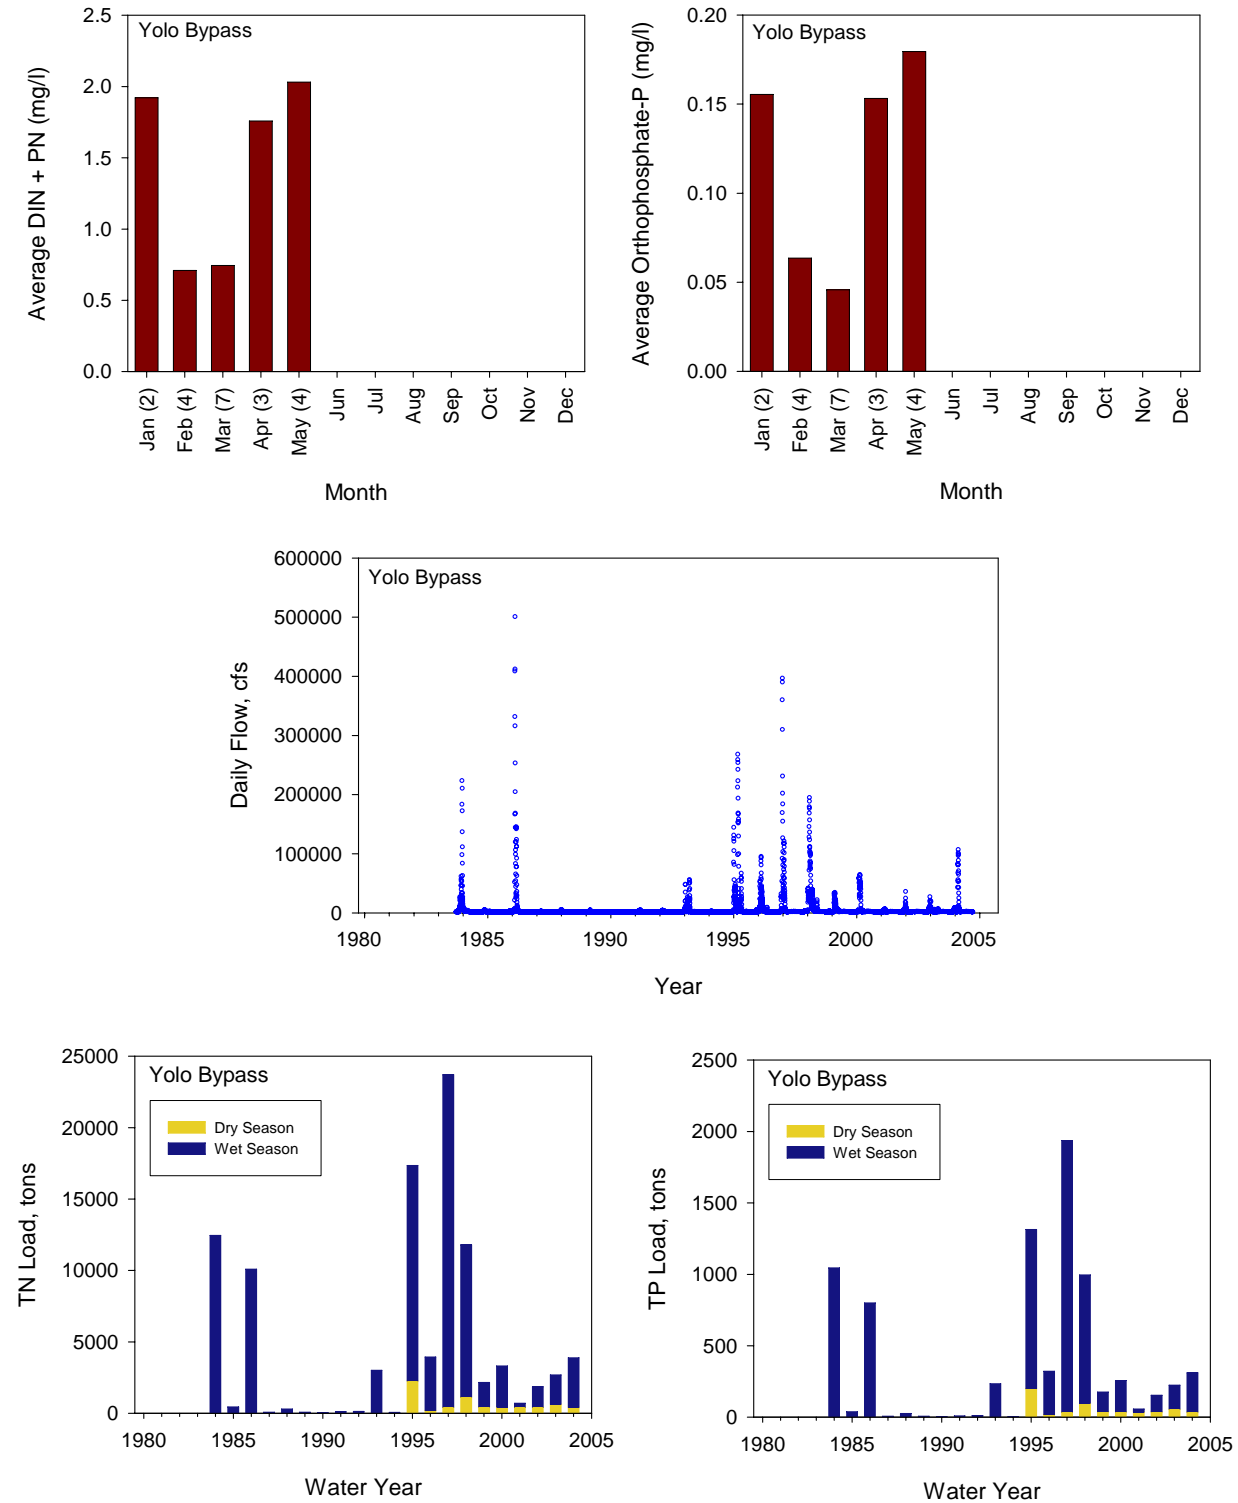 Yolo Bypass
Average DIN + PN (mg/l)
2.5
2.0
1.5
1.0
0.5
0.0
Jan (2)
Feb (4)
Mar (7)
Apr (3)
May (4)
Jun
Jul
Aug
Sep
Oct
Nov
Dec
Month
Yolo Bypass
Average Orthophosphate-P (mg/l)
0.20
0.15
0.10
0.05
0.00
Jan (2)
Feb (4)
Mar (7)
Apr (3)
May (4)
Jun
Jul
Aug
Sep
Oct
Nov
Dec
Month
Yolo Bypass
Daily Flow, cfs
600000
500000
400000
300000
200000
100000
0
1980 1985 1990 1995 2000 2005
Year
Yolo Bypass
Dry Season
Wet Season
TN Load, tons
25000
20000
15000
10000
5000
0
1980 1985 1990 1995 2000 2005
Water Year
Yolo Bypass
Dry Season
Wet Season
TP Load, tons
2500
2000
1500
1000
500
0
1980 1985 1990 1995 2000 2005
Water Year